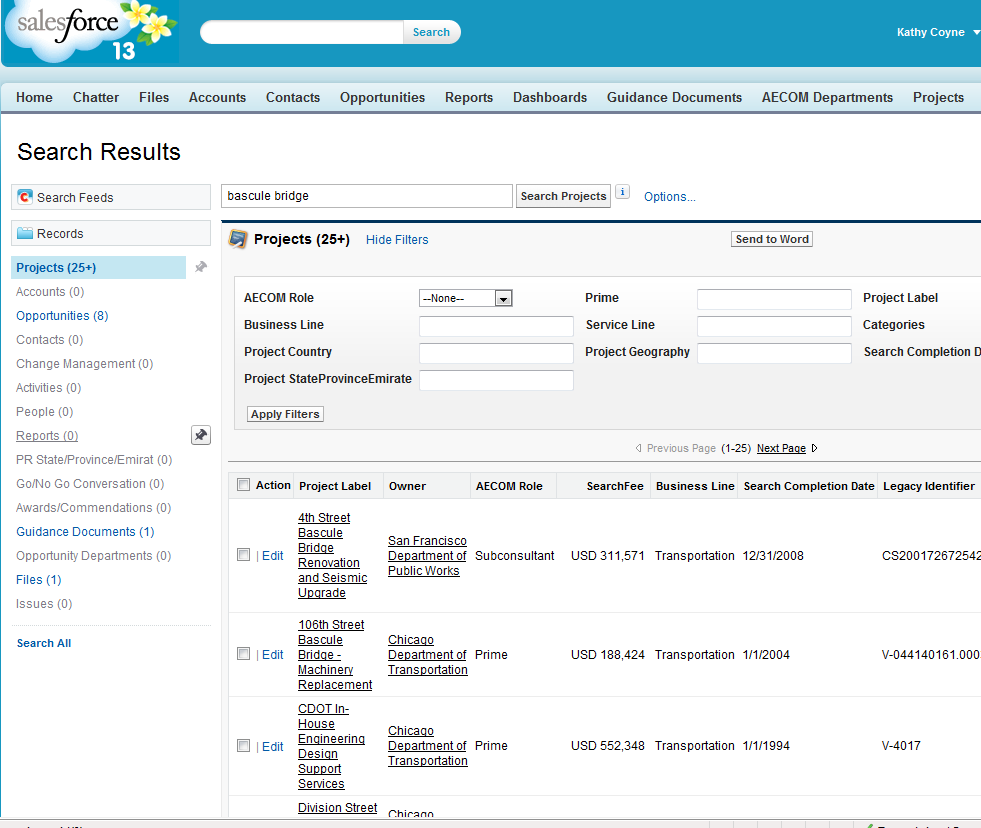 salesforce
13
Search
Kathy Coyne
Home Chatter Files Accounts Contacts Opportunities Reports Dashboards Guidance Documents AECOM Departments Projects
Search Results
Search Feeds
bascule bridge Search Projects i Options...
Records
Projects (25+) Hide Filters Send to Word
Projects (25+)
Accounts (0)
Opportunities (8)
Contacts (0)
Change Management (0)
Activities (0)
People (0)
Reports (0)
PR State/Province/Emirat (0)
Go/No Go Conversation (0)
Awards/Commendations (0)
Guidance Documents (1)
Opportunity Departments (0)
Files (1)
Issues (0)
Search All
AECOM Role --None-- Prime Project Label
Business Line Service Line Categories
Project Country Project Geography Search Completion D
Project StateProvinceEmirate
Apply Filters
Previous Page (1-25) Next Page
Action Project Label Owner AECOM Role SearchFee Business Line Search Completion Date Legacy Identifier
4th Street
Bascule
Bridge
Renovation
and Seismic
Upgrade
San Francisco
Department of
Public Works
| Edit Subconsultant USD 311,571 Transportation 12/31/2008 CS200172672542
106th Street
Bascule
Bridge -
Machinery
Replacement
Chicago
Department of
Transportation
| Edit Prime USD 188,424 Transportation 1/1/2004 V-044140161.000
CDOT In-
House
Engineering
Design
Support
Services
Chicago
Department of
Transportation
| Edit Prime USD 552,348 Transportation 1/1/1994 V-4017
Division Street
Chicago